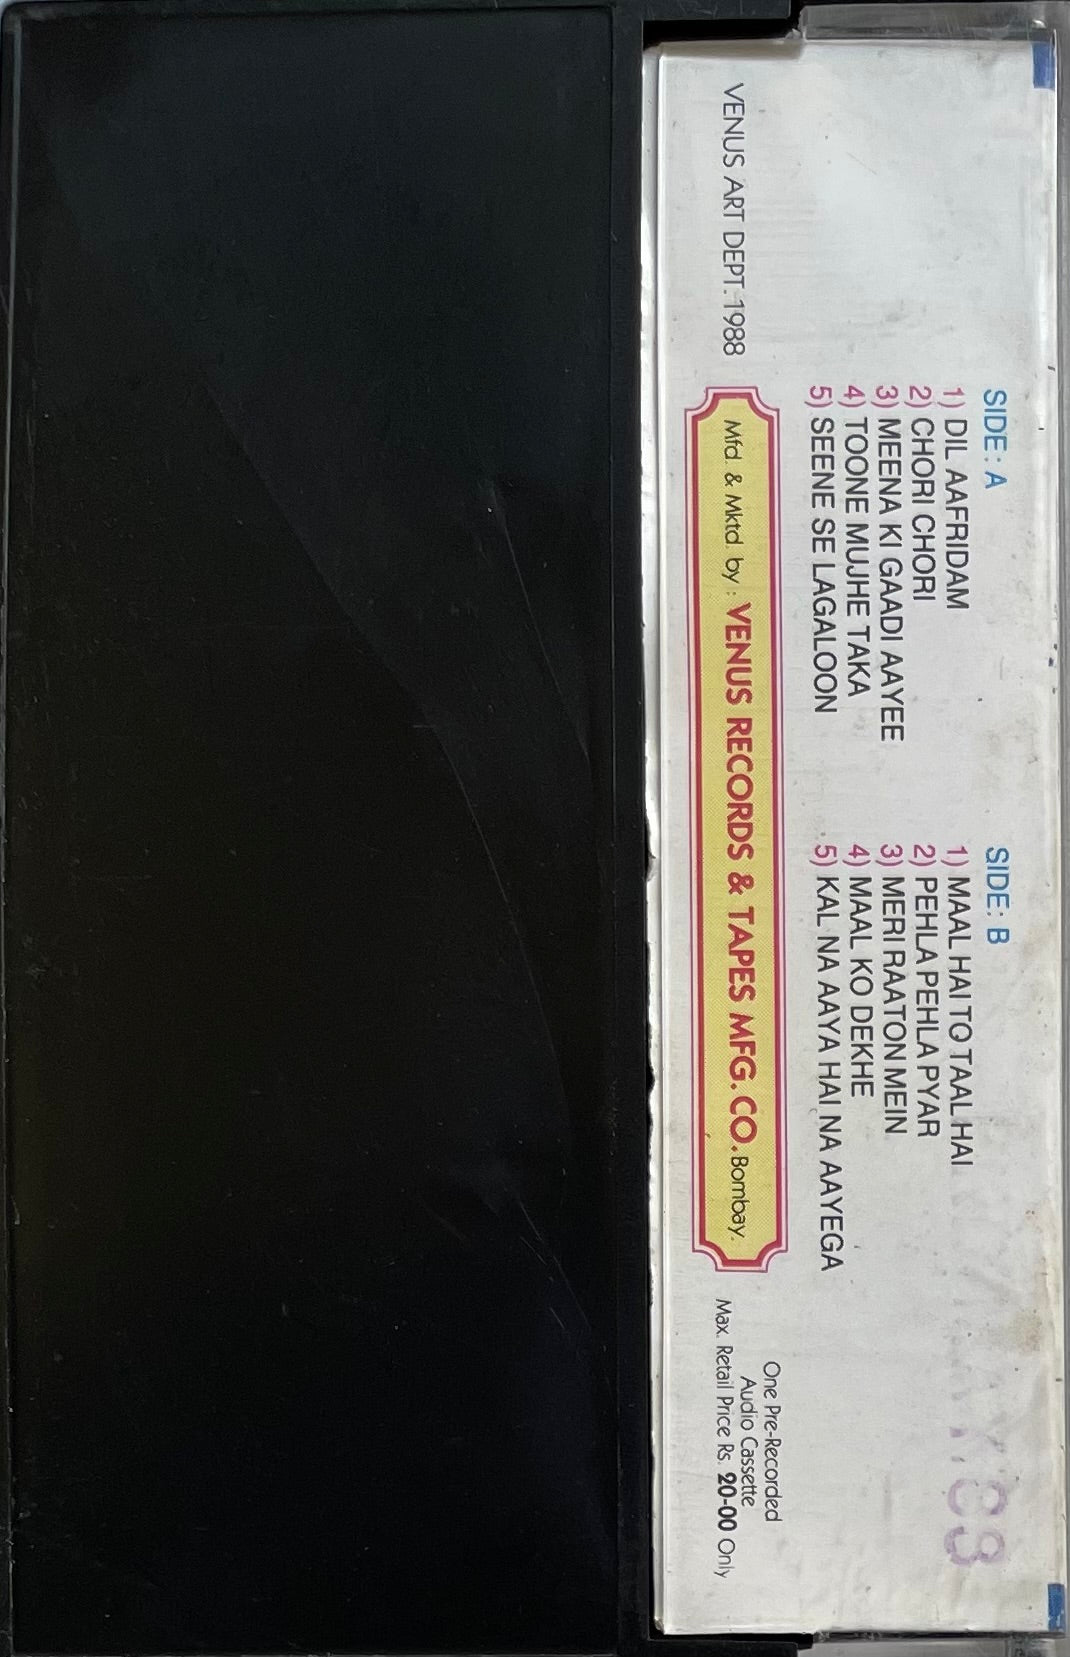 SIDE: A
1) DIL AAFRIDAM
2) CHORI CHORI
3) MEENA KI GAADI AAYEE
4) TOONE MUJHE TAKA
5) SEENE SE LAGALOON
SIDE: B
1) MAAL HAI TO TAAL HAI
2) PEHLA PEHLA PYAR
3) MERI RAATON MEIN
4) MAAL KO DEKHE
5) KAL NA AAYA HAI NA AAYEGA
VENUS ART DEPT. 1988
Mfd. & Mktd. by : VENUS RECORDS & TAPES MFG. CO. Bombay.
One Pre-Recorded
Audio Cassette
Max. Retail Price Rs. 20-00 Only